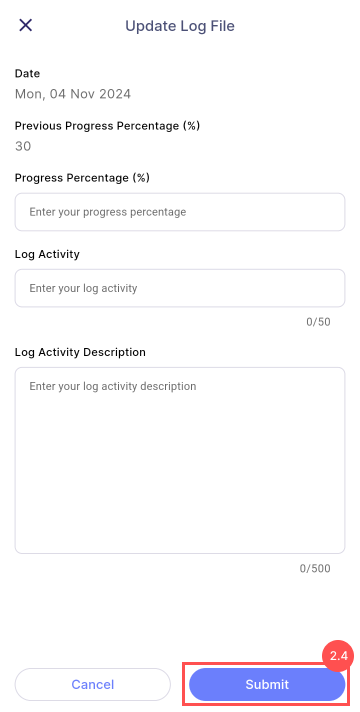 Update Log File
Date
Mon, 04 Nov 2024
Previous Progress Percentage (%)
30
Progress Percentage (%)
Enter your progress percentage
Log Activity
Enter your log activity
0/50
Log Activity Description
Enter your log activity description
0/500
2.4
Cancel
Submit